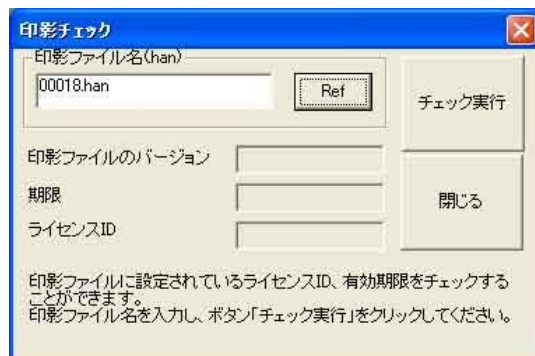 印影チェック
印影ファイル名(han)
00018.han
Ref
チェック実行
印影ファイルのバージョン
期限
ライセンスID
閉じる
印影ファイルに設定されているライセンスID、有効期限をチェックする
ことができます。
印影ファイル名を入力し、ボタン「チェック実行」をクリックしてください。